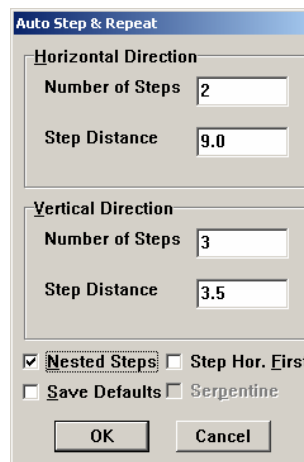 Auto Step & Repeat
Horizontal Direction
Number of Steps 2
Step Distance 9.0
Vertical Direction
Number of Steps 3
Step Distance 3.5
Nested Steps Step Hor. First
Save Defaults Serpentine
OK Cancel